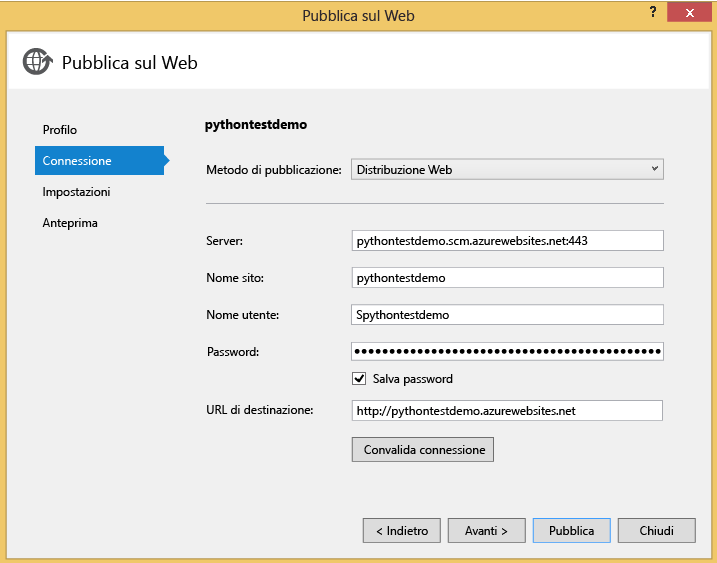 Pubblica sul Web
?
Pubblica sul Web
Profilo
Connessione
Impostazioni
Anteprima
pythontestdemo
Metodo di pubblicazione: Distribuzione Web
Server: pythontestdemo.scm.azurewebsites.net:443
Nome sito: pythontestdemo
Nome utente: Spythontestdemo
Password: ••••••••••••••••••••••••••••••••••••••••••••
Salva password
URL di destinazione: http://pythontestdemo.azurewebsites.net
Convalida connessione
< Indietro Avanti > Pubblica Chiudi